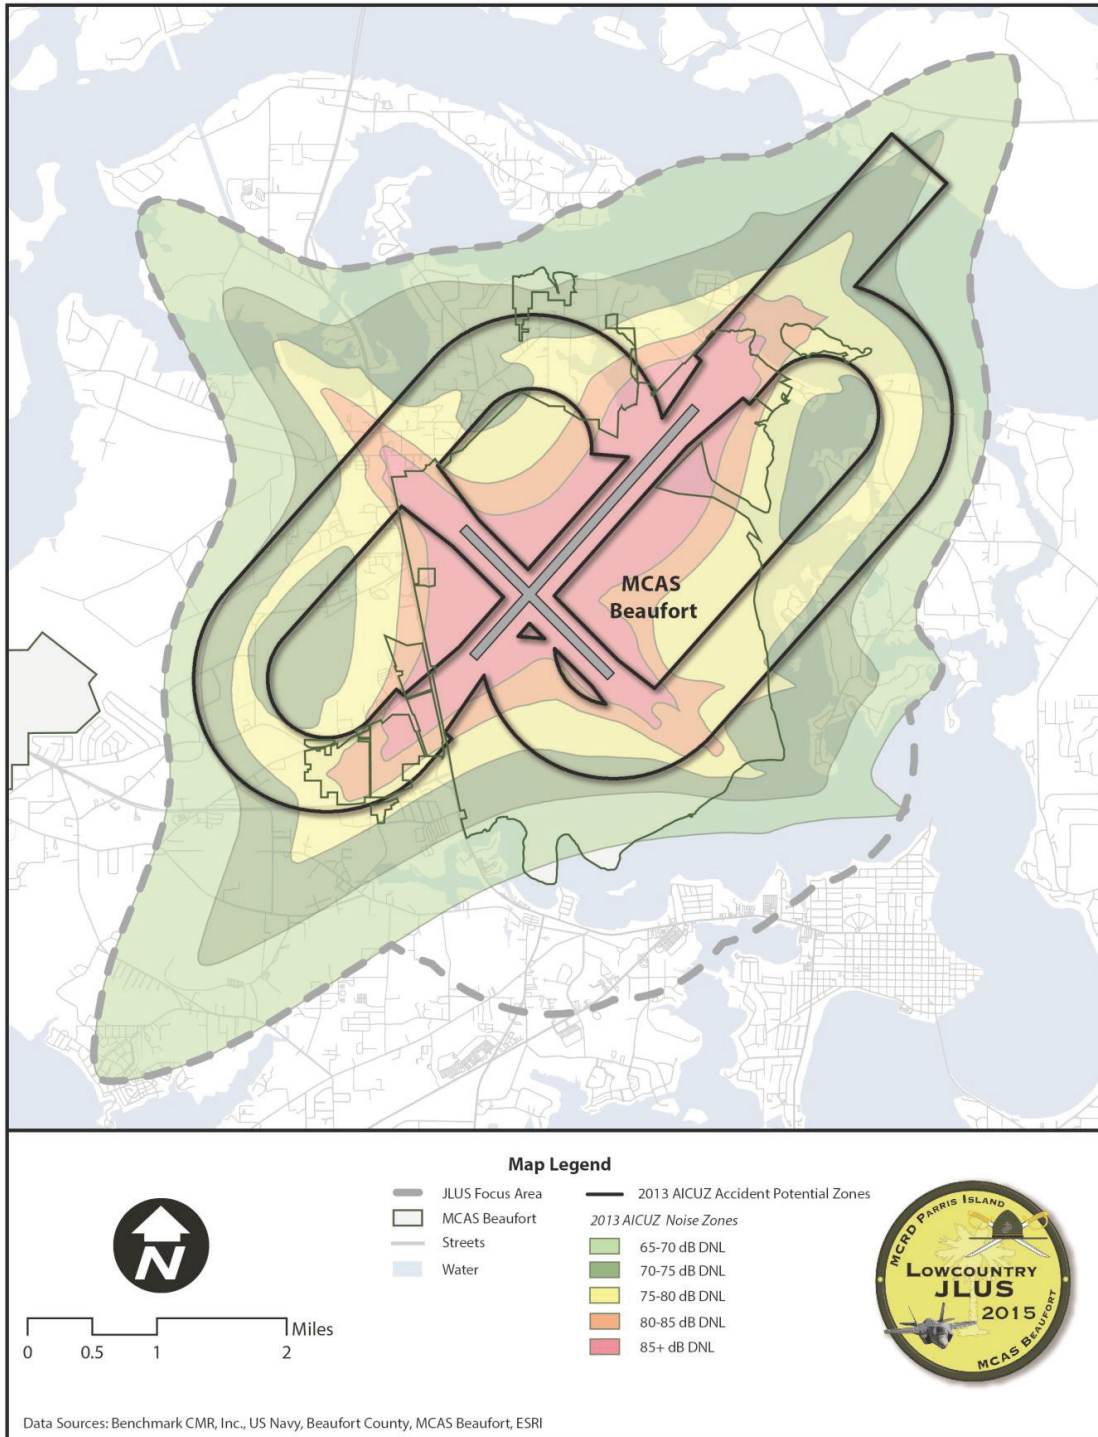 MCAS
Beaufort
Map Legend
JLUS Focus Area
MCAS Beaufort
Streets
Water
2013 AICUZ Accident Potential Zones
2013 AICUZ Noise Zones
65-70 dB DNL
70-75 dB DNL
75-80 dB DNL
80-85 dB DNL
85+ dB DNL
N
Miles
0 0.5 1 2
MCRD PARRIS ISLAND
LOWCOUNTRY
JLUS
2015
MCAS BEAUFORT
Data Sources: Benchmark CMR, Inc., US Navy, Beaufort County, MCAS Beaufort, ESRI